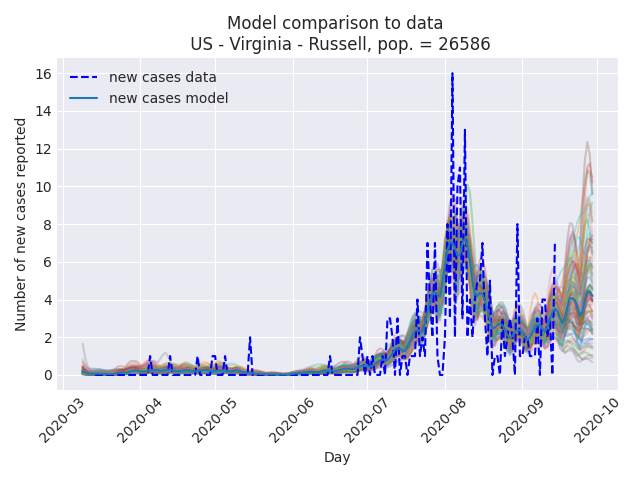 Model comparison to data
US - Virginia - Russell, pop. = 26586
new cases data
new cases model
Number of new cases reported
16
14
12
10
8
6
4
2
0
2020-03
2020-04
2020-05
2020-06
2020-07
2020-08
2020-09
2020-10
Day